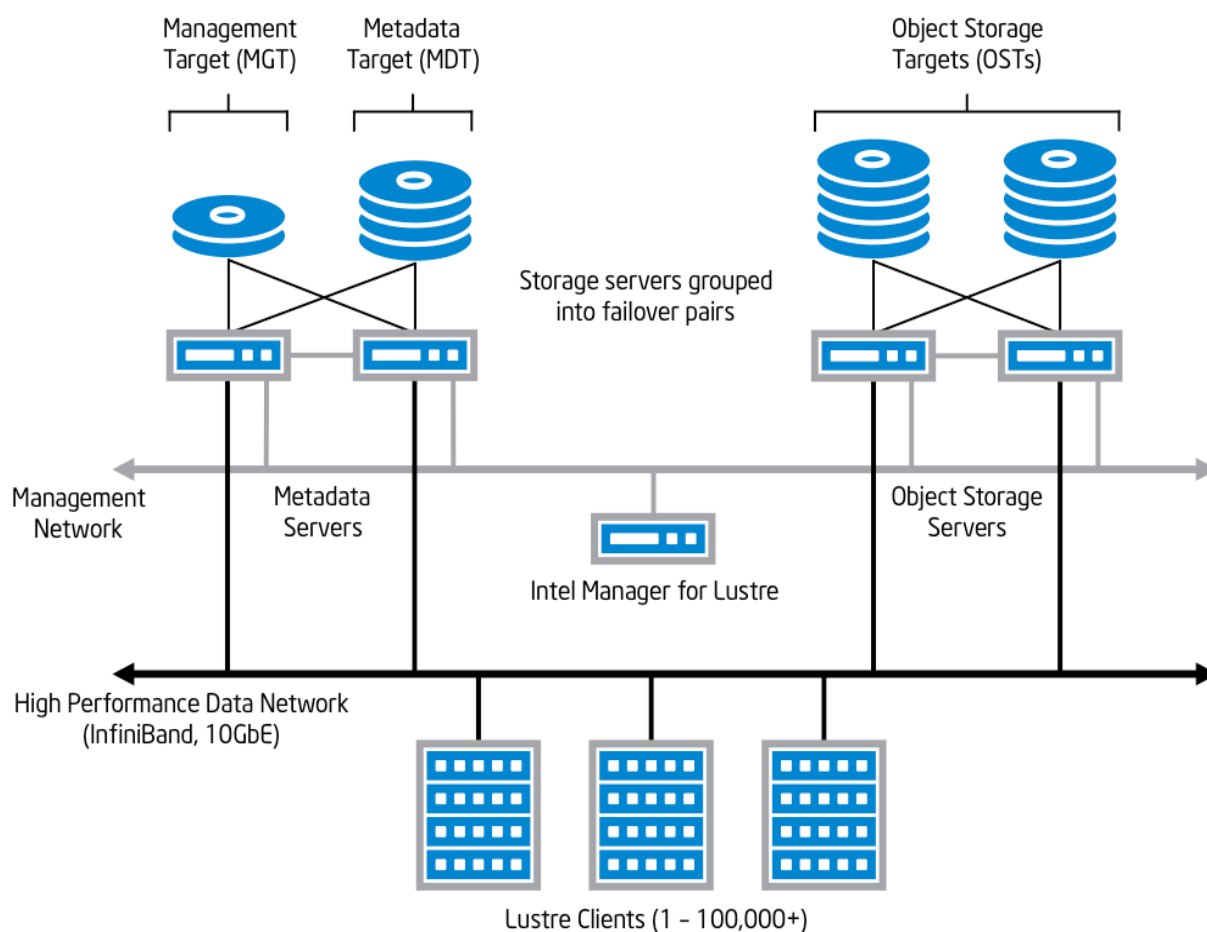 Management
Target (MGT)
Metadata
Target (MDT)
Object Storage
Targets (OSTs)
Storage servers grouped
into failover pairs
Management
Network
Metadata
Servers
Object Storage
Servers
Intel Manager for Lustre
High Performance Data Network
(InfiniBand, 10GbE)
Lustre Clients (1 – 100,000+)